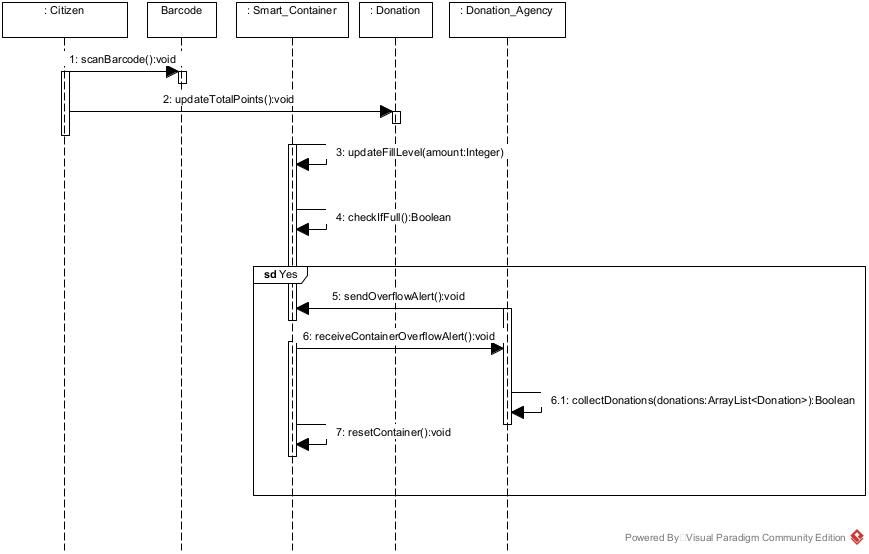 : Citizen
Barcode
: Smart_Container
: Donation
: Donation_Agency
1: scanBarcode():void
2: updateTotalPoints():void
3: updateFillLevel(amount:Integer)
4: checkIfFull():Boolean
sd Yes
5: sendOverflowAlert():void
6: receiveContainerOverflowAlert():void
6.1: collectDonations(donations:ArrayList<Donation>):Boolean
7: resetContainer():void
Powered By Visual Paradigm Community Edition